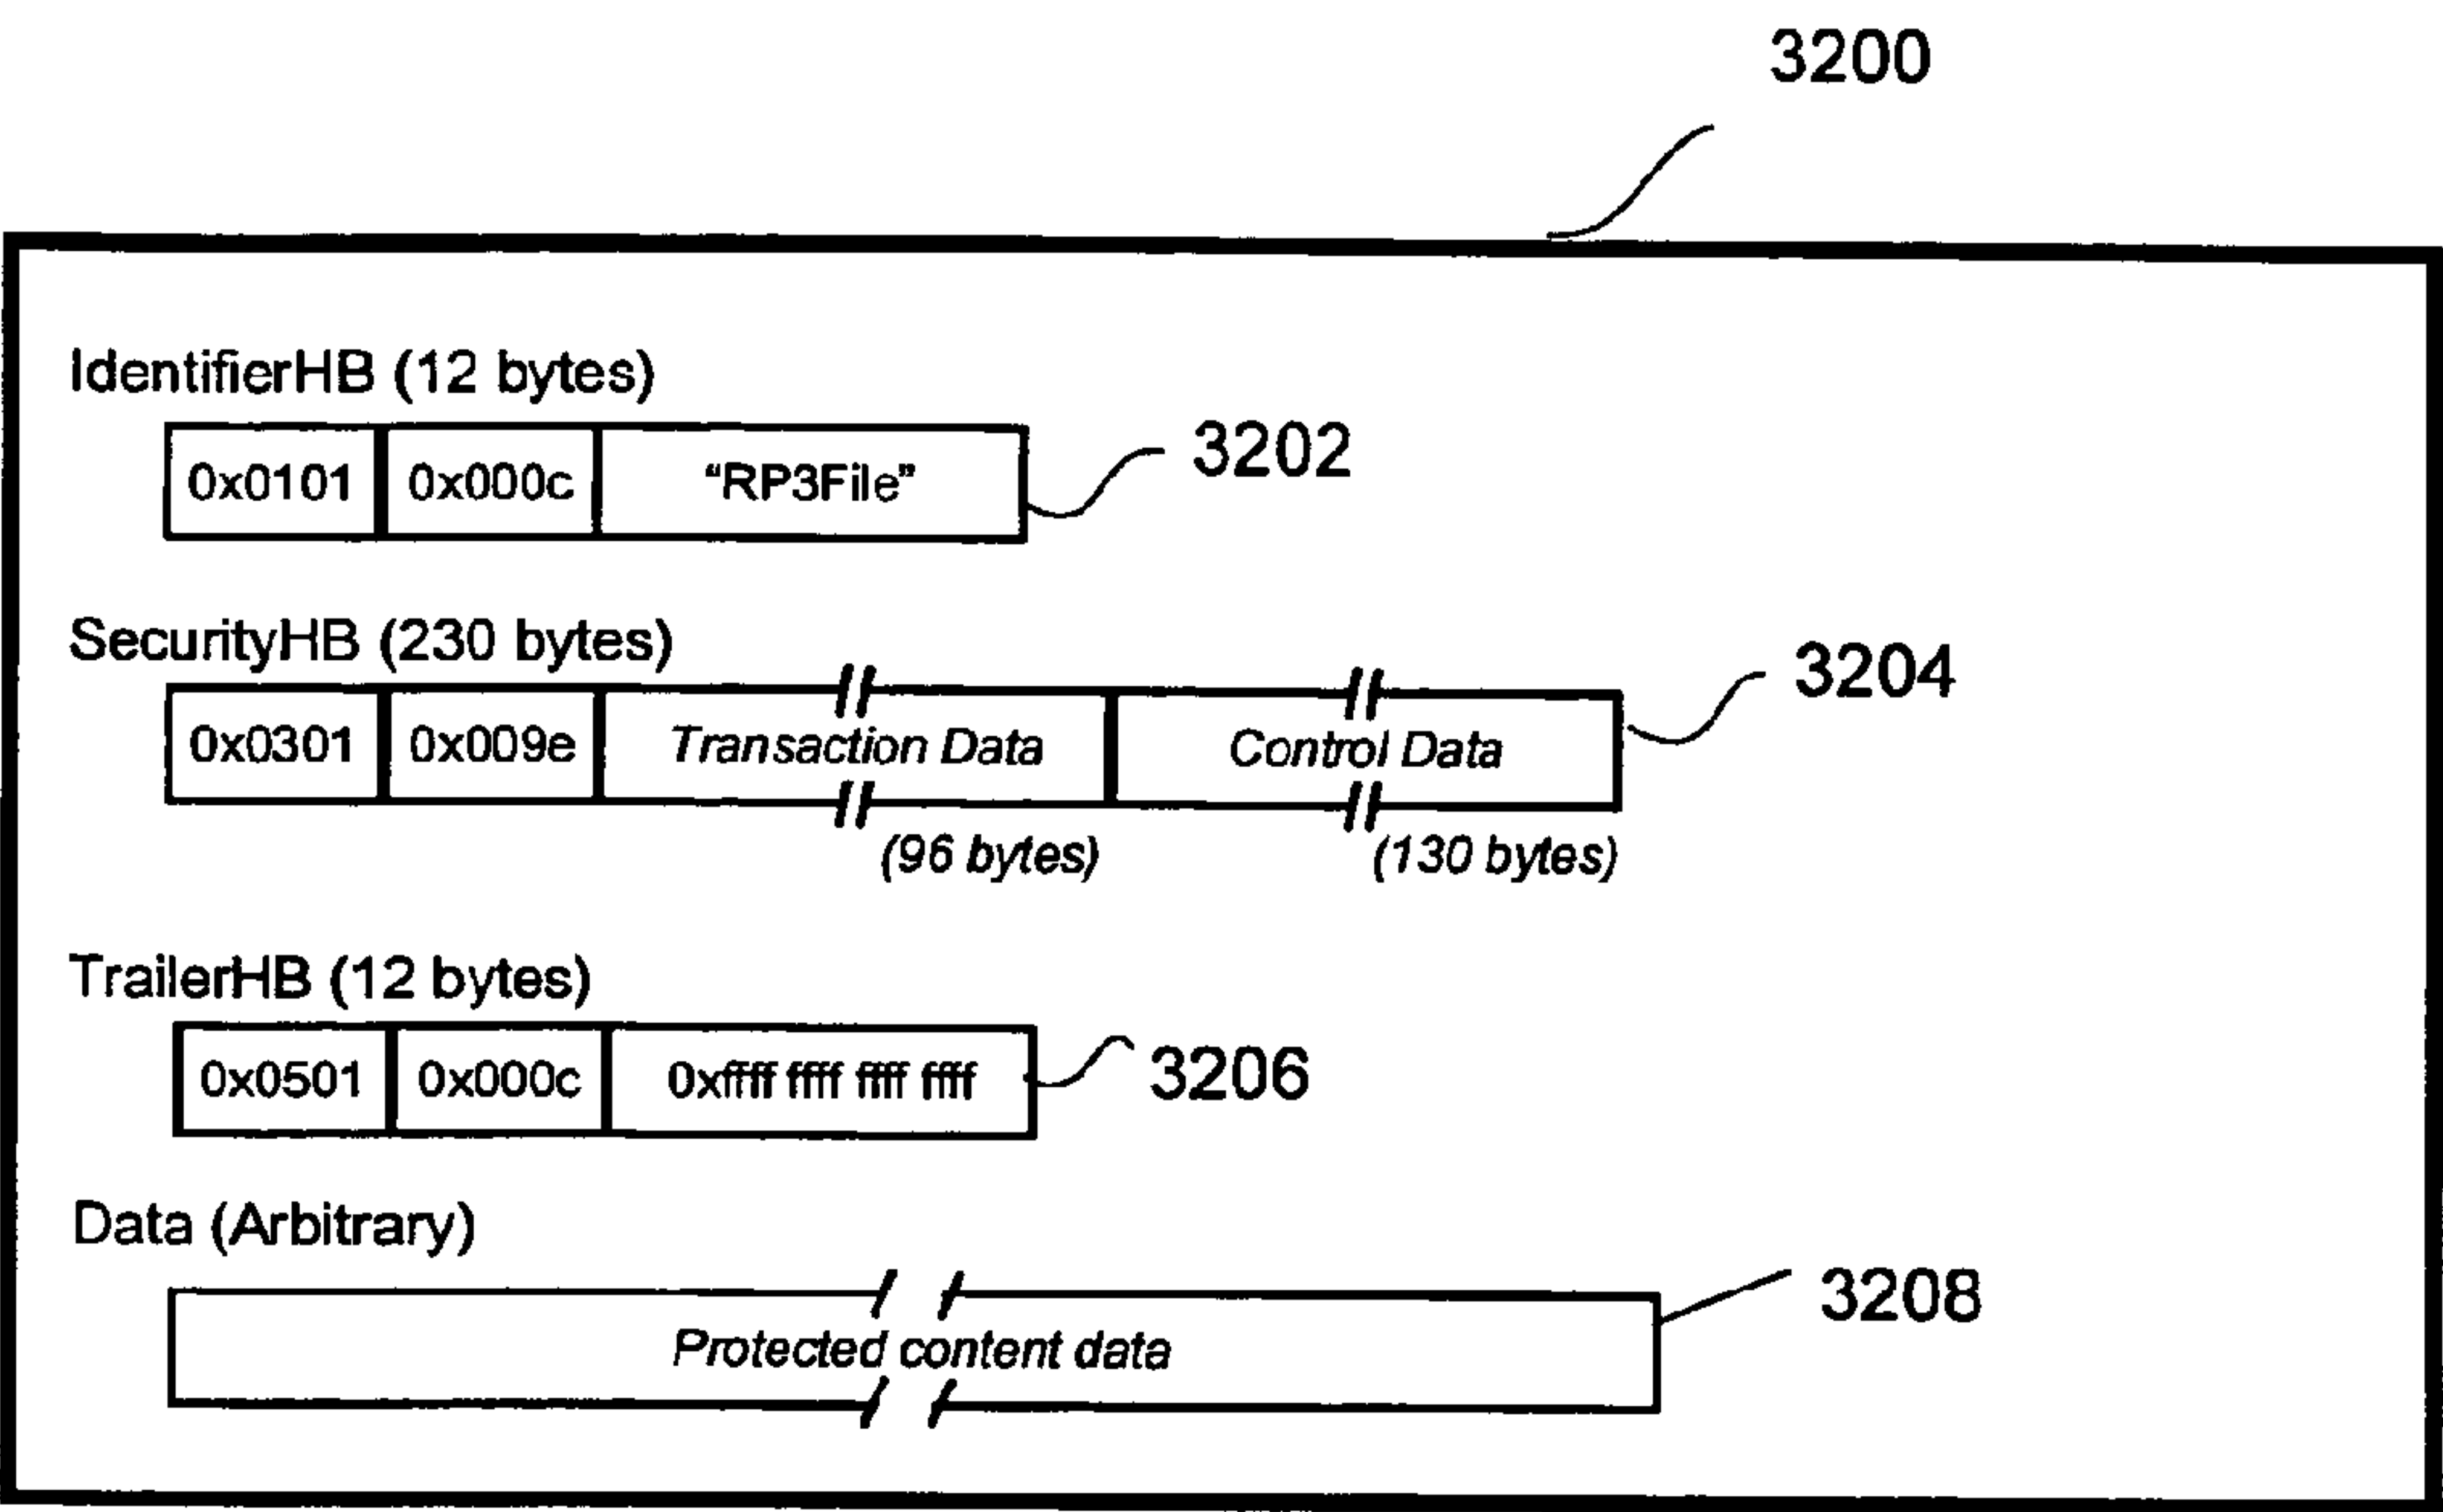 3200
IdentifierHB (12 bytes)
0x0101 0x000c “RP3File” 3202
SecurityHB (230 bytes)
0x0301 0x009e Transaction Data Control Data 3204
(96 bytes) (130 bytes)
TrailerHB (12 bytes)
0x0501 0x000c 0xffff ffff ffff ffff 3206
Data (Arbitrary)
Protected content data 3208